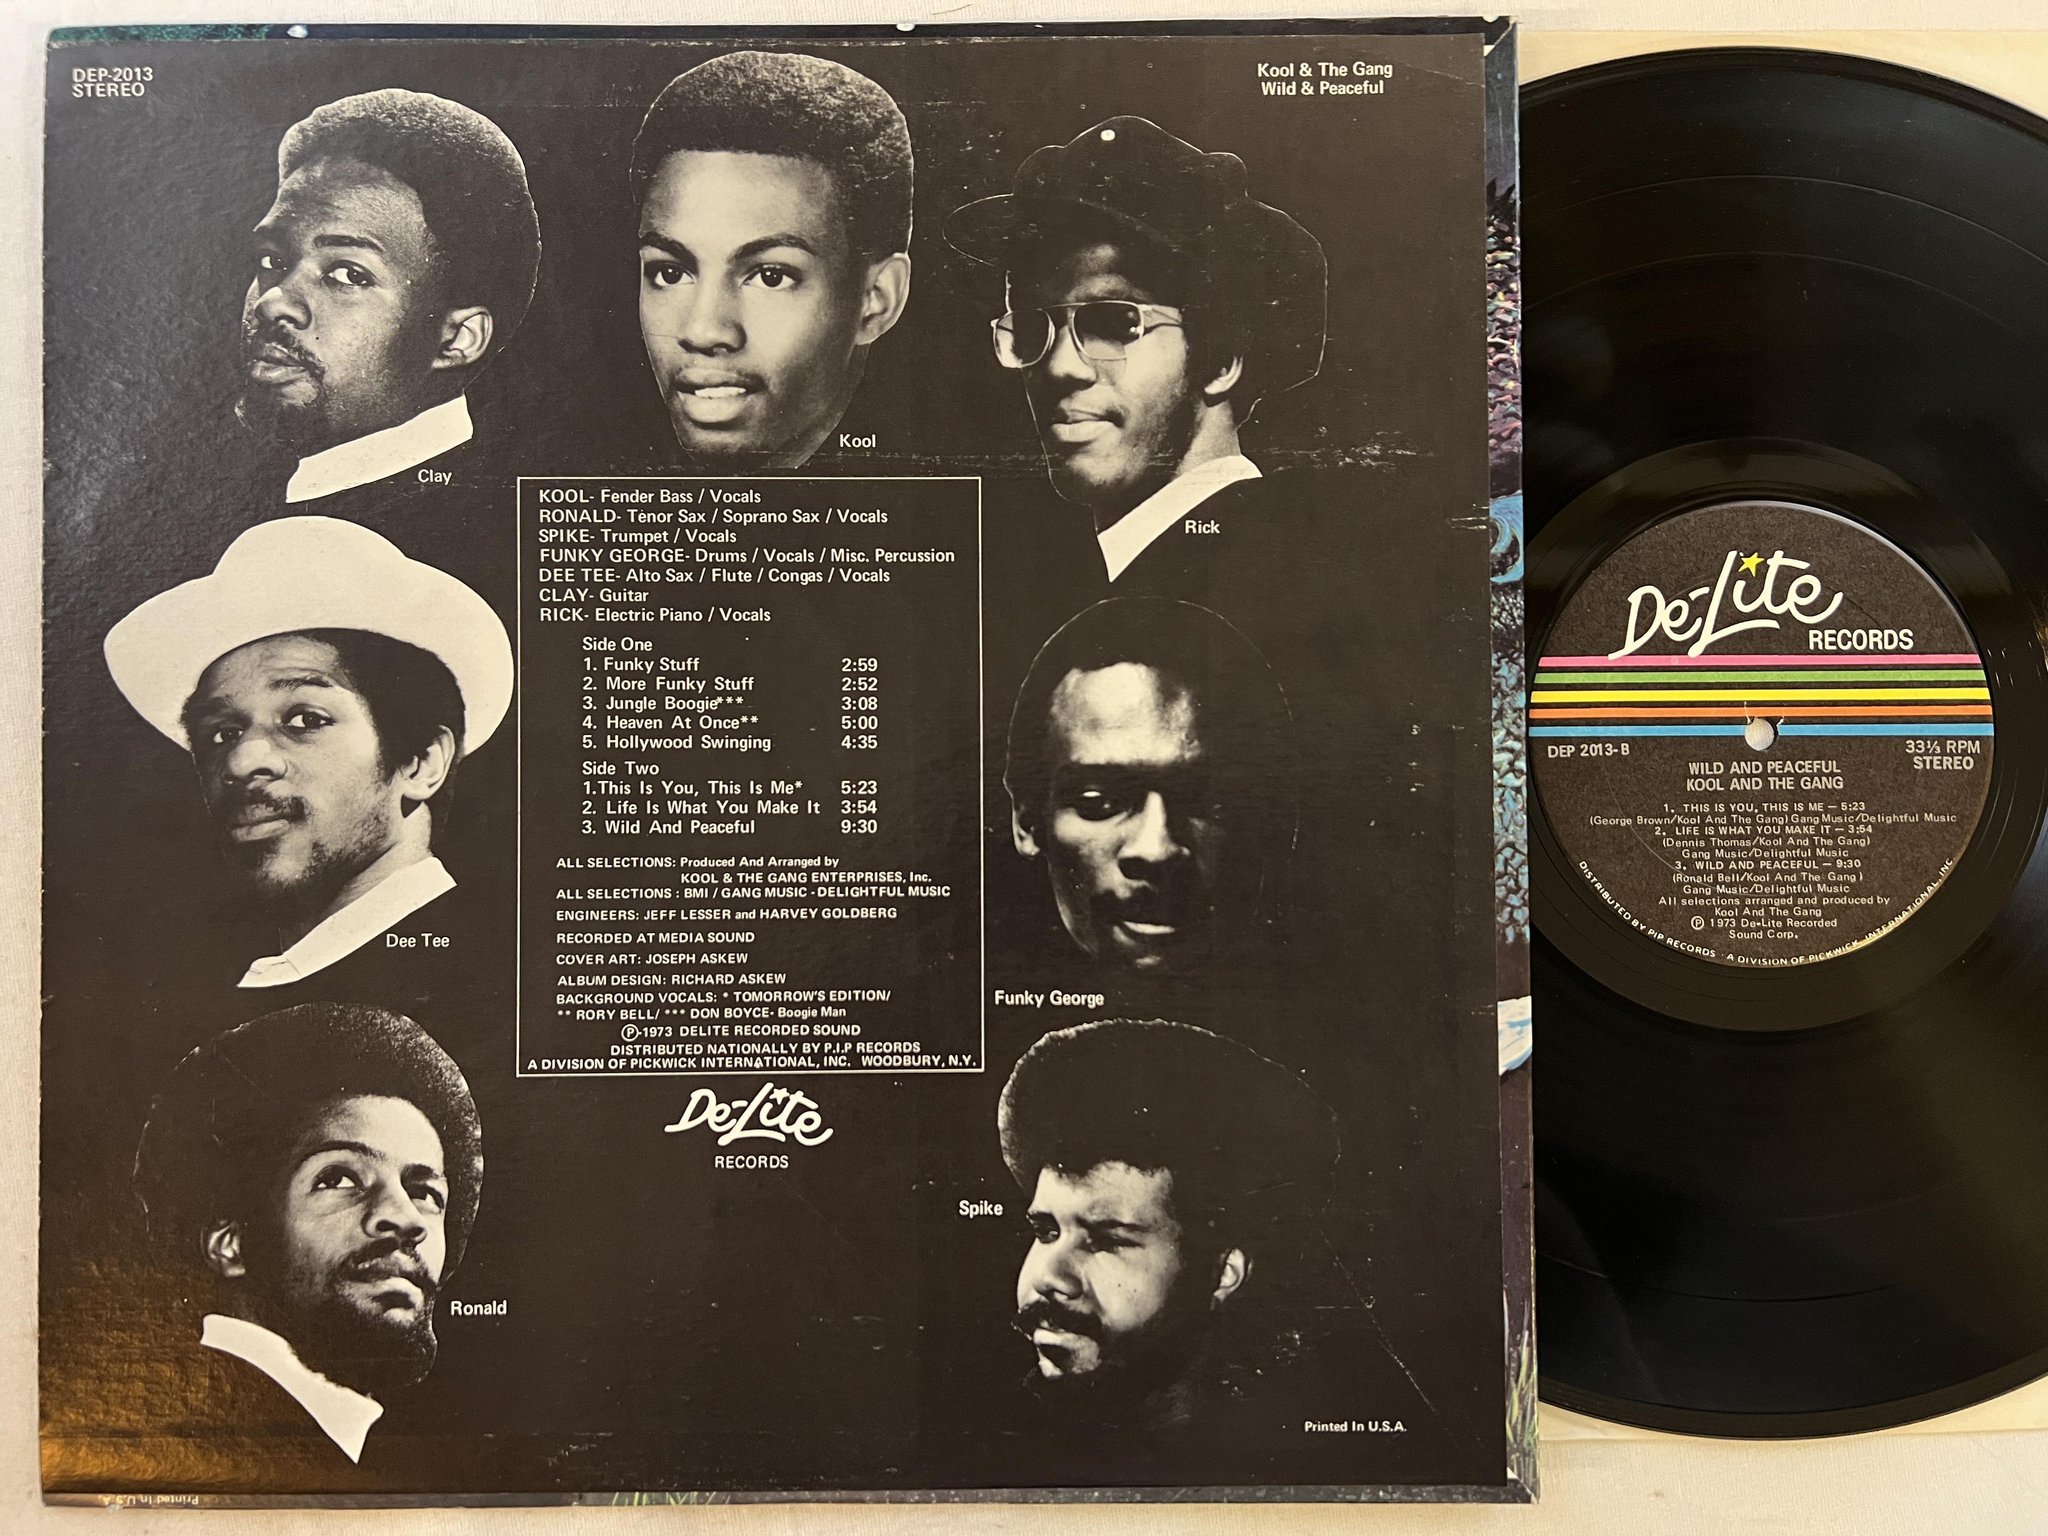 DEP-2013
STEREO
Kool & The Gang
Wild & Peaceful
Clay
Kool
Rick
KOOL- Fender Bass / Vocals
RONALD- Tenor Sax / Soprano Sax / Vocals
SPIKE- Trumpet / Vocals
FUNKY GEORGE- Drums / Vocals / Misc. Percussion
DEE TEE- Alto Sax / Flute / Congas / Vocals
CLAY- Guitar
RICK- Electric Piano / Vocals
Side One
1. Funky Stuff 2:59
2. More Funky Stuff 2:52
3. Jungle Boogie*** 3:08
4. Heaven At Once** 5:00
5. Hollywood Swinging 4:35
Side Two
1.This Is You, This Is Me* 5:23
2. Life Is What You Make It 3:54
3. Wild And Peaceful 9:30
ALL SELECTIONS: Produced And Arranged by
KOOL & THE GANG ENTERPRISES, Inc.
ALL SELECTIONS : BMI / GANG MUSIC - DELIGHTFUL MUSIC
ENGINEERS: JEFF LESSER and HARVEY GOLDBERG
RECORDED AT MEDIA SOUND
COVER ART: JOSEPH ASKEW
ALBUM DESIGN: RICHARD ASKEW
BACKGROUND VOCALS: * TOMORROW'S EDITION/
** RORY BELL/ *** DON BOYCE- Boogie Man
Ⓟ-1973 DELITE RECORDED SOUND
DISTRIBUTED NATIONALLY BY P.I.P RECORDS
A DIVISION OF PICKWICK INTERNATIONAL, INC. WOODBURY, N.Y.
Dee Tee
Funky George
De-Lite
RECORDS
Ronald
Spike
Printed In U.S.A.
Printed In U.S.A.
De-Lite
RECORDS
DEP 2013-B
33⅓ RPM
STEREO
WILD AND PEACEFUL
KOOL AND THE GANG
1. THIS IS YOU, THIS IS ME — 5:23
(George Brown/Kool And The Gang) Gang Music/Delightful Music
2. LIFE IS WHAT YOU MAKE IT — 3:54
(Dennis Thomas/Kool And The Gang)
Gang Music/Delightful Music
3. WILD AND PEACEFUL — 9:30
(Ronald Bell/Kool And The Gang)
Gang Music/Delightful Music
All selections arranged and produced by
Kool And The Gang
Ⓟ 1973 De-Lite Recorded
Sound Corp.
DISTRIBUTED BY PIP RECORDS · A DIVISION OF PICKWICK INTERNATIONAL, INC